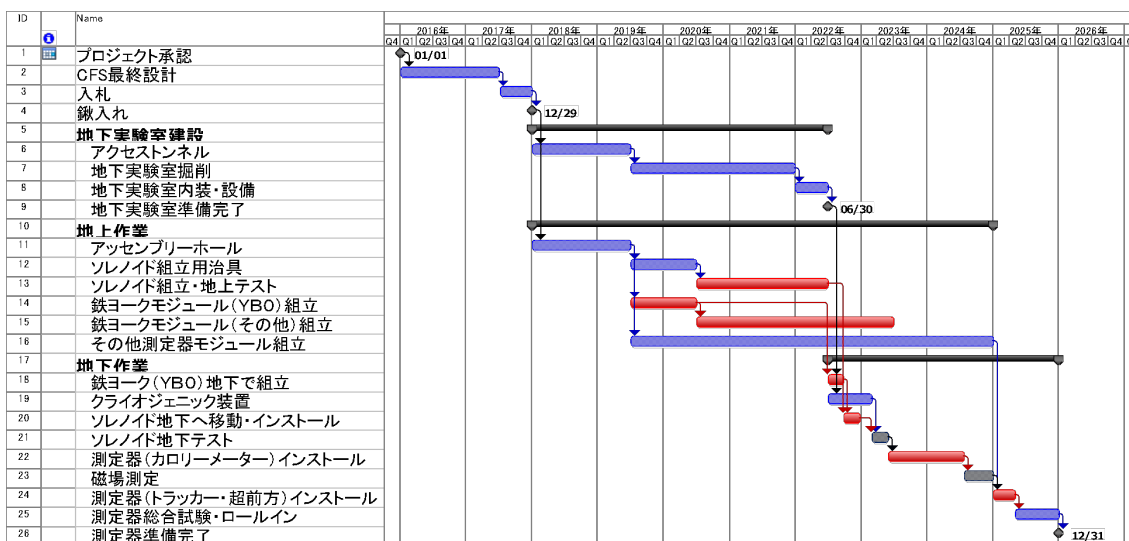 ID Name
2016年 2017年 2018年 2019年 2020年 2021年 2022年 2023年 2024年 2025年 2026年
Q4 Q1 Q2 Q3 Q4 Q1 Q2 Q3 Q4 Q1 Q2 Q3 Q4 Q1 Q2 Q3 Q4 Q1 Q2 Q3 Q4 Q1 Q2 Q3 Q4 Q1 Q2 Q3 Q4 Q1 Q2 Q3 Q4 Q1 Q2 Q3 Q4 Q1 Q2 Q3 Q4 Q1 Q2 Q3
1 プロジェクト承認 01/01
2 CFS最終設計
3 入札
4 鍬入れ 12/29
5 地下実験室建設
6 アクセストンネル
7 地下実験室掘削
8 地下実験室内装・設備
9 地下実験室準備完了 06/30
10 地上作業
11 アッセンブリーホール
12 ソレノイド組立用治具
13 ソレノイド組立・地上テスト
14 鉄ヨークモジュール（YB0）組立
15 鉄ヨークモジュール（その他）組立
16 その他測定器モジュール組立
17 地下作業
18 鉄ヨーク（YB0）地下で組立
19 クライオジェニック装置
20 ソレノイド地下へ移動・インストール
21 ソレノイド地下テスト
22 測定器（カロリーメーター）インストール
23 磁場測定
24 測定器（トラッカー・超前方）インストール
25 測定器総合試験・ロールイン
26 測定器準備完了 12/31